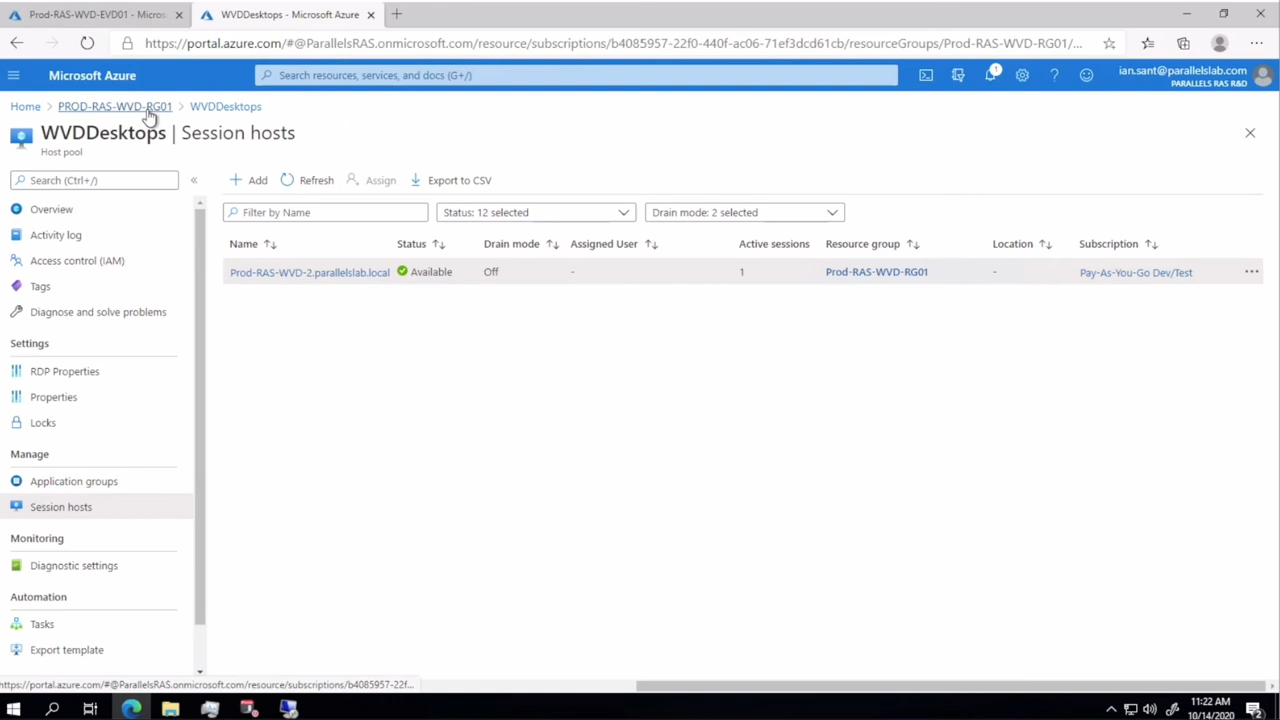 Prod-RAS-WVD-EVD01 - Micros
WVDDesktops - Microsoft Azure
https://portal.azure.com/#@ParallelsRAS.onmicrosoft.com/resource/subscriptions/b4085957-22f0-440f-ac06-71ef3dcd61cb/resourceGroups/Prod-RAS-WVD-RG01/...
Microsoft Azure
Search resources, services, and docs (G+/)
1
ian.sant@parallelslab.com
PARALLELS RAS R&D
Home > PROD-RAS-WVD-RG01 > WVDDesktops
WVDDesktops | Session hosts
Host pool
Search (Ctrl+/)
«
Add
Refresh
Assign
Export to CSV
Overview
Activity log
Access control (IAM)
Tags
Diagnose and solve problems
Settings
RDP Properties
Properties
Locks
Manage
Application groups
Session hosts
Monitoring
Diagnostic settings
Automation
Tasks
Export template
Filter by Name
Status: 12 selected
Drain mode: 2 selected
Name Status Drain mode Assigned User Active sessions Resource group Location Subscription
Prod-RAS-WVD-2.parallelslab.local Available Off - 1 Prod-RAS-WVD-RG01 - Pay-As-You-Go Dev/Test ...
https://portal.azure.com/#@ParallelsRAS.onmicrosoft.com/resource/subscriptions/b4085957-22f...
11:22 AM
10/14/2020
2